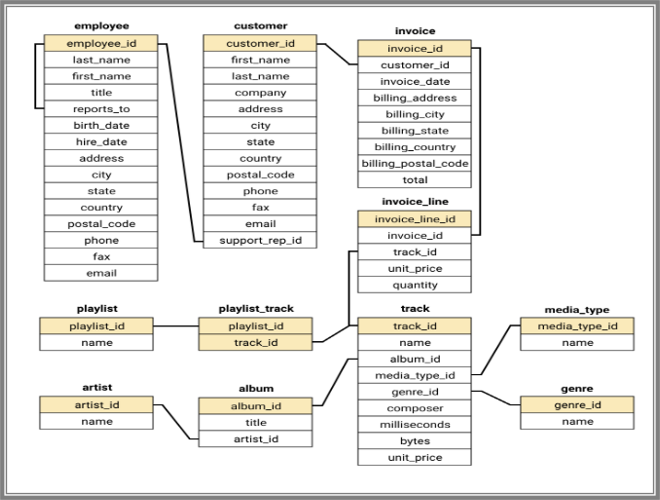 employee
employee_id
last_name
first_name
title
reports_to
birth_date
hire_date
address
city
state
country
postal_code
phone
fax
email
customer
customer_id
first_name
last_name
company
address
city
state
country
postal_code
phone
fax
email
support_rep_id
invoice
invoice_id
customer_id
invoice_date
billing_address
billing_city
billing_state
billing_country
billing_postal_code
total
invoice_line
invoice_line_id
invoice_id
track_id
unit_price
quantity
playlist
playlist_id
name
playlist_track
playlist_id
track_id
track
track_id
name
album_id
media_type_id
genre_id
composer
milliseconds
bytes
unit_price
media_type
media_type_id
name
artist
artist_id
name
album
album_id
title
artist_id
genre
genre_id
name